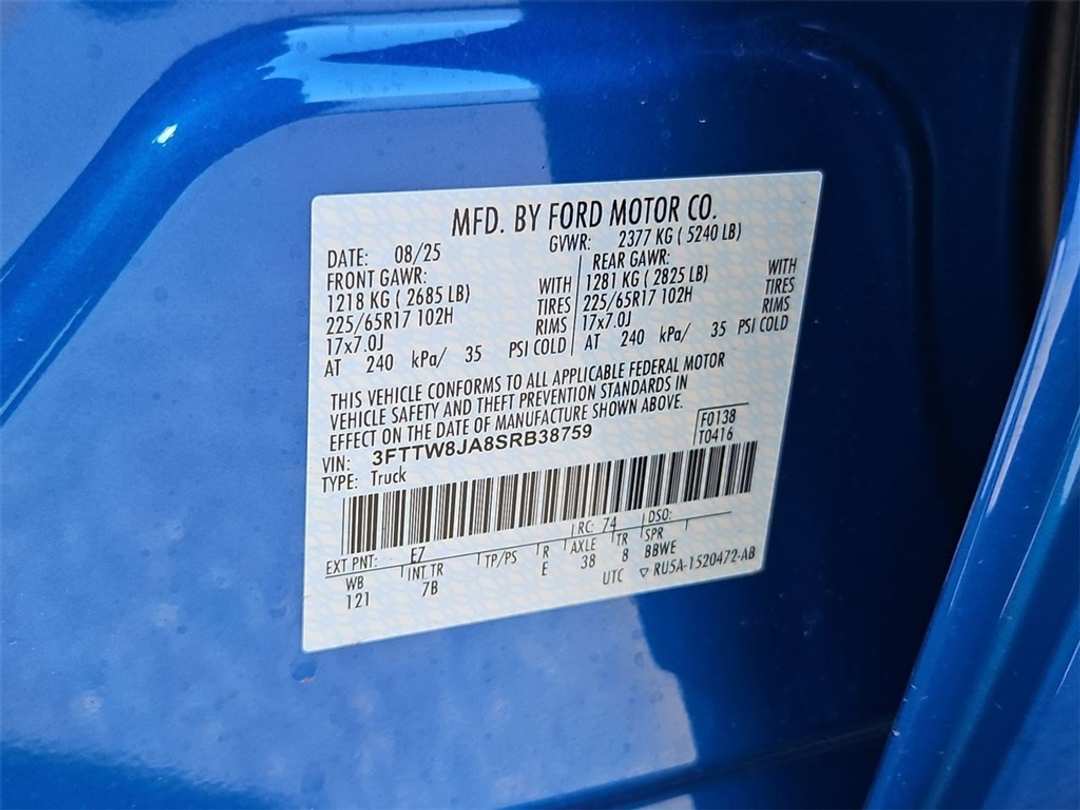 MFD. BY FORD MOTOR CO.
DATE: 08/25 GVWR: 2377 KG ( 5240 LB)
FRONT GAWR: REAR GAWR:
1218 KG ( 2685 LB) WITH 1281 KG ( 2825 LB) WITH
225/65R17 102H TIRES 225/65R17 102H TIRES
17x7.0J RIMS 17x7.0J RIMS
AT 240 kPa/ 35 PSI COLD AT 240 kPa/ 35 PSI COLD
THIS VEHICLE CONFORMS TO ALL APPLICABLE FEDERAL MOTOR
VEHICLE SAFETY AND THEFT PREVENTION STANDARDS IN
EFFECT ON THE DATE OF MANUFACTURE SHOWN ABOVE.
VIN: 3FTTW8JA8SRB38759 F0138
TYPE: Truck T0416
EXT PNT: E7 RC: 74 DSO:
WB INT TR TP/PS R AXLE TR SPR
121 7B E 38 8 BBWE
UTC ▽ RU5A-1520472-AB